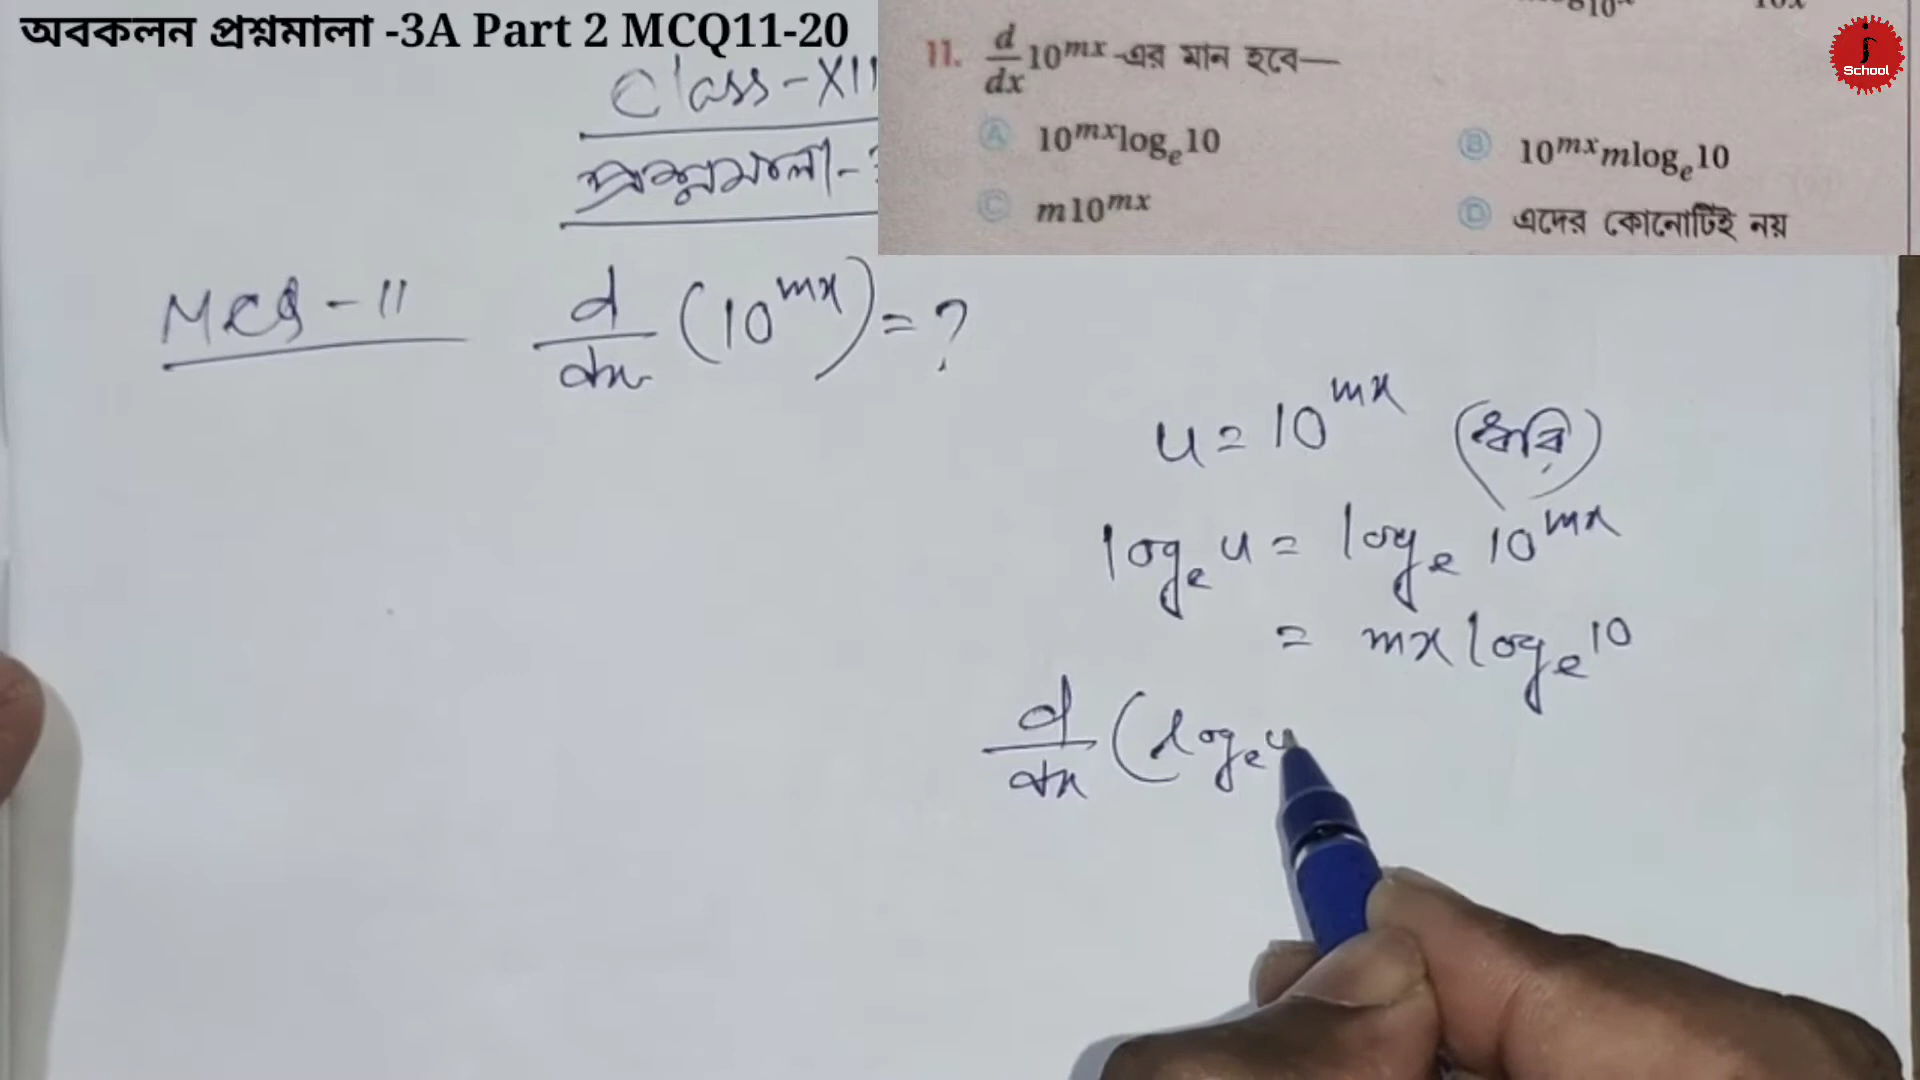 অবকলন প্রশ্নমালা -3A Part 2 MCQ11-20
Class-XII
প্রশ্নমালা-
11. d/dx 10^mx -এর মান হবে—
A 10^mx log_e 10
B 10^mx m log_e 10
C m10^mx
D এদের কোনোটিই নয়
School
MCQ - 11 d/dx (10^mx) = ?
u = 10^mx (ধরি)
log_e u = log_e 10^mx
= mx log_e 10
d/dx (log_e u